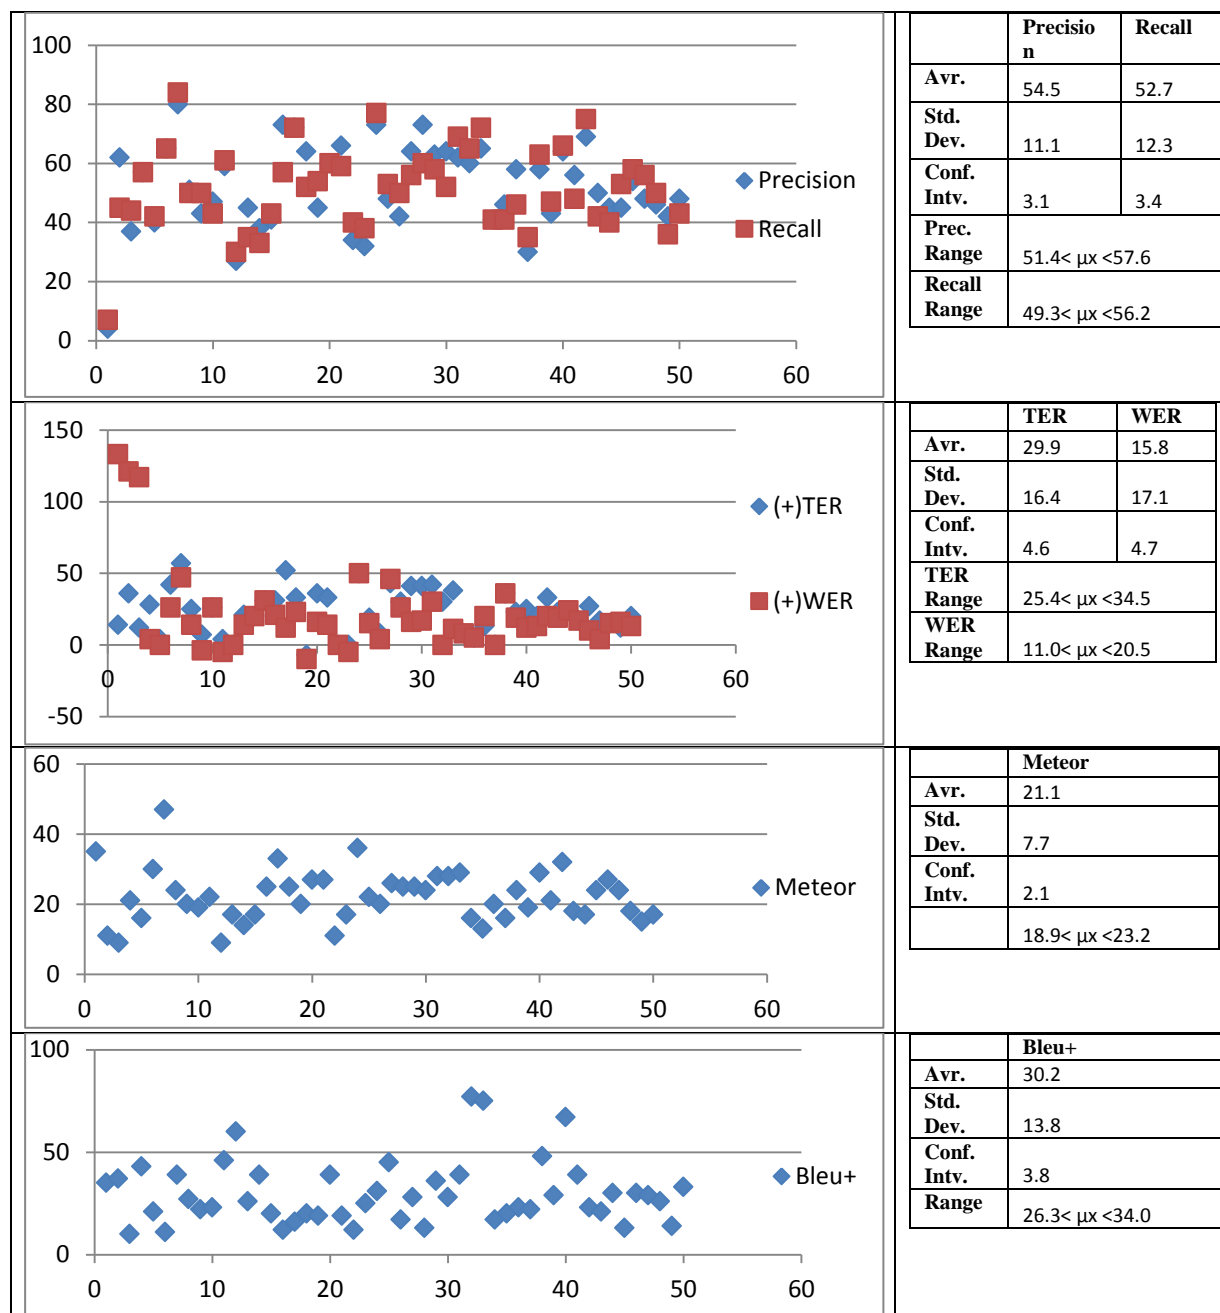 100
80
60
40
20
0
0 10 20 30 40 50 60
Precision
Recall
Precisio
n
Recall
Avr. 54.5 52.7
Std.
Dev. 11.1 12.3
Conf.
Intv. 3.1 3.4
Prec.
Range 51.4< µx <57.6
Recall
Range 49.3< µx <56.2
150
100
50
0
-50
0 10 20 30 40 50 60
(+)TER
(+)WER
TER WER
Avr. 29.9 15.8
Std.
Dev. 16.4 17.1
Conf.
Intv. 4.6 4.7
TER
Range 25.4< µx <34.5
WER
Range 11.0< µx <20.5
60
40
20
0
0 10 20 30 40 50 60
Meteor
Meteor
Avr. 21.1
Std.
Dev. 7.7
Conf.
Intv. 2.1
18.9< µx <23.2
100
50
0
0 10 20 30 40 50 60
Bleu+
Bleu+
Avr. 30.2
Std.
Dev. 13.8
Conf.
Intv. 3.8
Range 26.3< µx <34.0